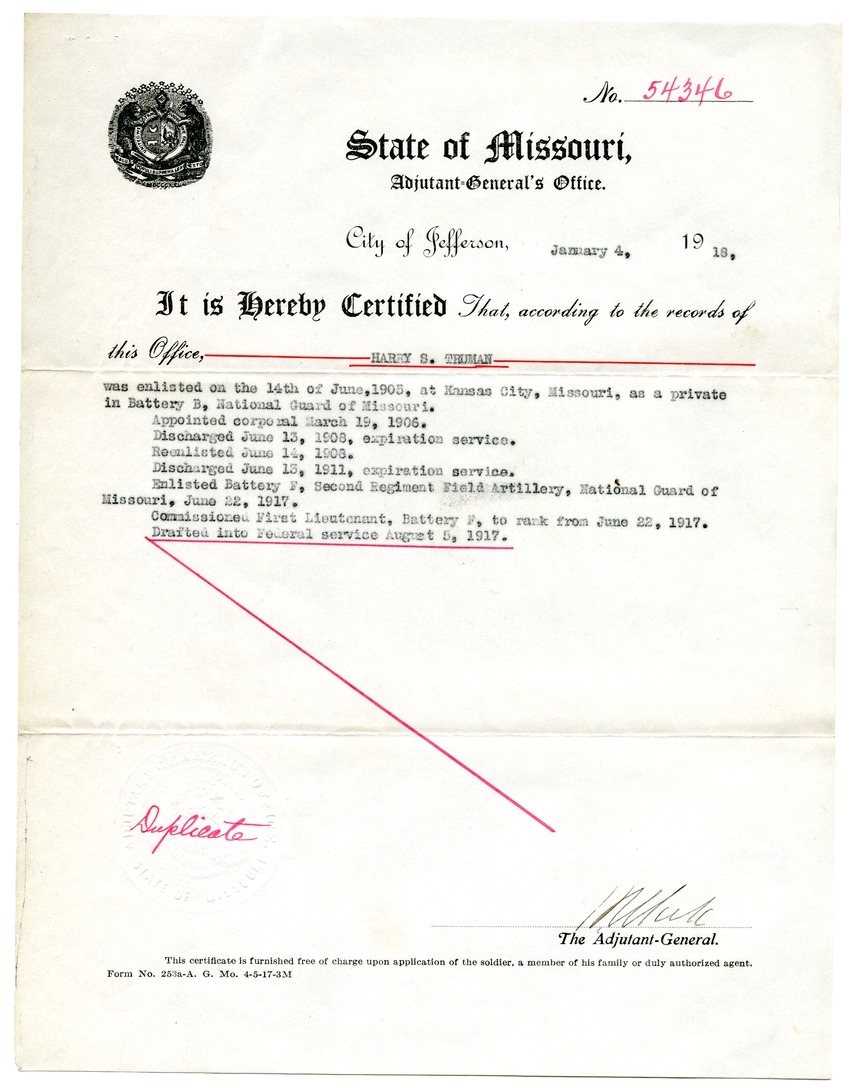 No. 54346
State of Missouri,
Adjutant-General's Office.
City of Jefferson, January 4, 19 18,
It is Hereby Certified That, according to the records of
this Office, HARRY S. TRUMAN
was enlisted on the 14th of June,1905, at Kansas City, Missouri, as a private
in Battery B, National Guard of Missouri.
Appointed corporal March 19, 1906.
Discharged June 13, 1908, expiration service.
Reenlisted June 14, 1908.
Discharged June 13, 1911, expiration service.
Enlisted Battery F, Second Regiment Field Artillery, National Guard of
Missouri, June 22, 1917.
Commissioned First Lieutenant, Battery F, to rank from June 22, 1917.
Drafted into Federal service August 5, 1917.
Duplicate
STATE OF MISSOURI
The Adjutant-General.
This certificate is furnished free of charge upon application of the soldier, a member of his family or duly authorized agent.
Form No. 253a-A. G. Mo. 4-5-17-3M